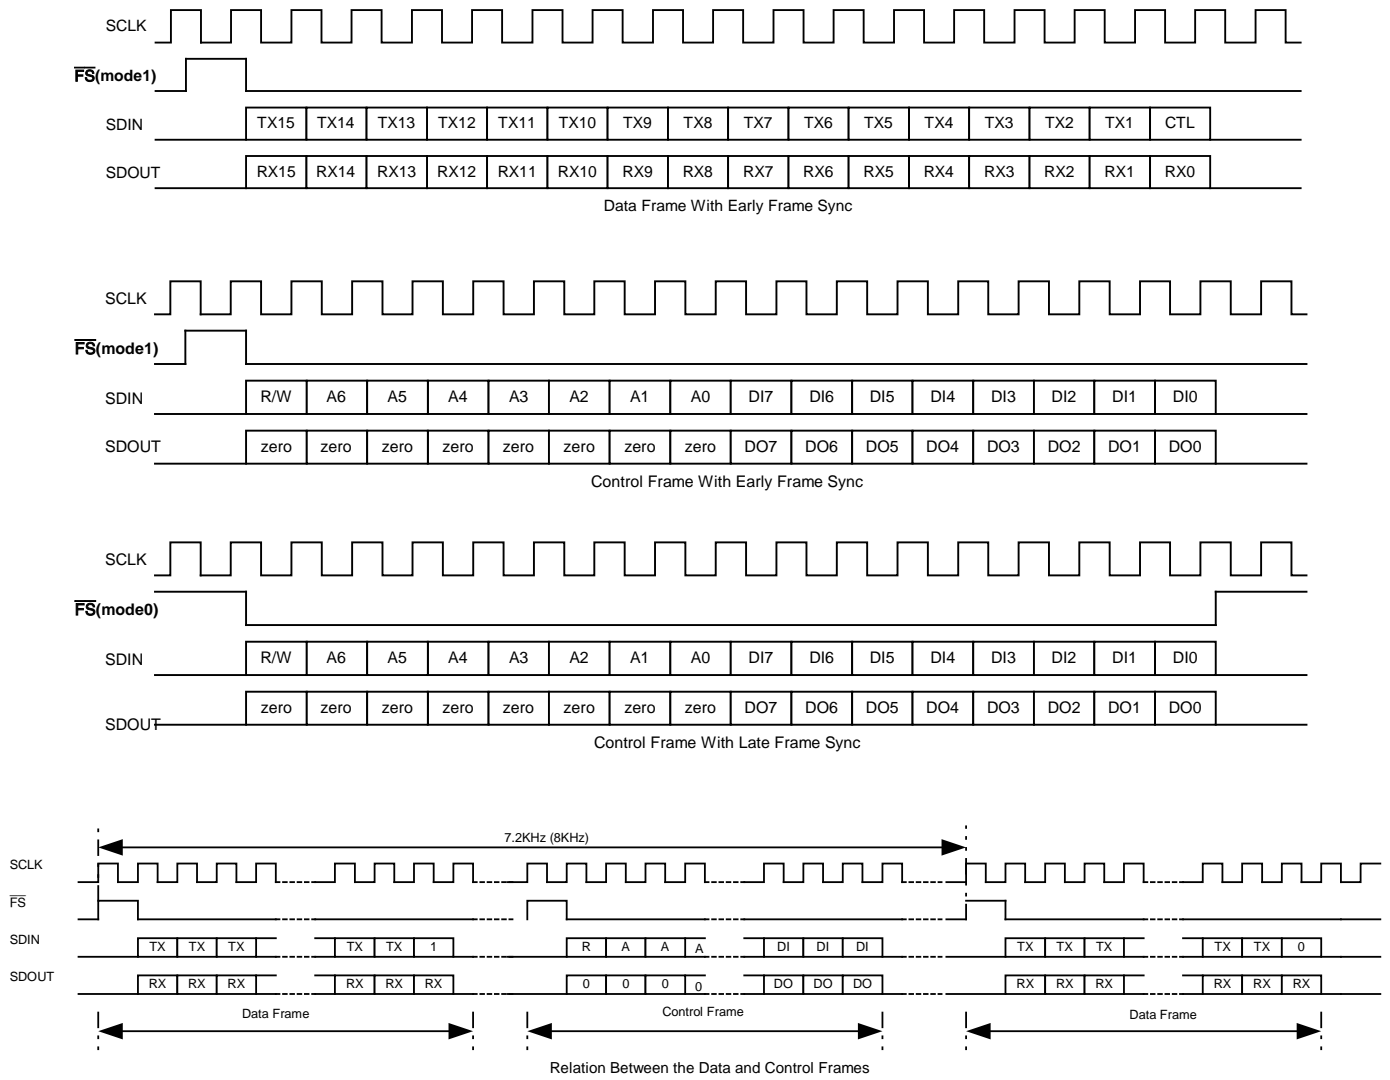 SCLK
FS(mode1)
SDIN TX15 TX14 TX13 TX12 TX11 TX10 TX9 TX8 TX7 TX6 TX5 TX4 TX3 TX2 TX1 CTL
SDOUT RX15 RX14 RX13 RX12 RX11 RX10 RX9 RX8 RX7 RX6 RX5 RX4 RX3 RX2 RX1 RX0
Data Frame With Early Frame Sync
SCLK
FS(mode1)
SDIN R/W A6 A5 A4 A3 A2 A1 A0 DI7 DI6 DI5 DI4 DI3 DI2 DI1 DI0
SDOUT zero zero zero zero zero zero zero zero DO7 DO6 DO5 DO4 DO3 DO2 DO1 DO0
Control Frame With Early Frame Sync
SCLK
FS(mode0)
SDIN R/W A6 A5 A4 A3 A2 A1 A0 DI7 DI6 DI5 DI4 DI3 DI2 DI1 DI0
SDOUT zero zero zero zero zero zero zero zero DO7 DO6 DO5 DO4 DO3 DO2 DO1 DO0
Control Frame With Late Frame Sync
7.2KHz (8KHz)
SCLK
FS
SDIN TX TX TX TX TX 1 R A A A DI DI DI TX TX TX TX TX 0
SDOUT RX RX RX RX RX RX 0 0 0 0 DO DO DO RX RX RX RX RX RX
Data Frame Control Frame Data Frame
Relation Between the Data and Control Frames